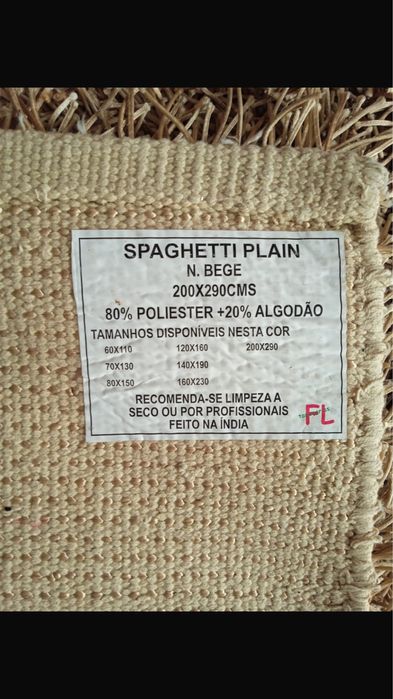 SPAGHETTI PLAIN
N. BEGE
200X290CMS
80% POLIESTER +20% ALGODÃO
TAMANHOS DISPONÍVEIS NESTA COR
60X110 120X160 200X290
70X130 140X190
80X150 160X230
RECOMENDA-SE LIMPEZA A
SECO OU POR PROFISSIONAIS
FEITO NA ÍNDIA
FL